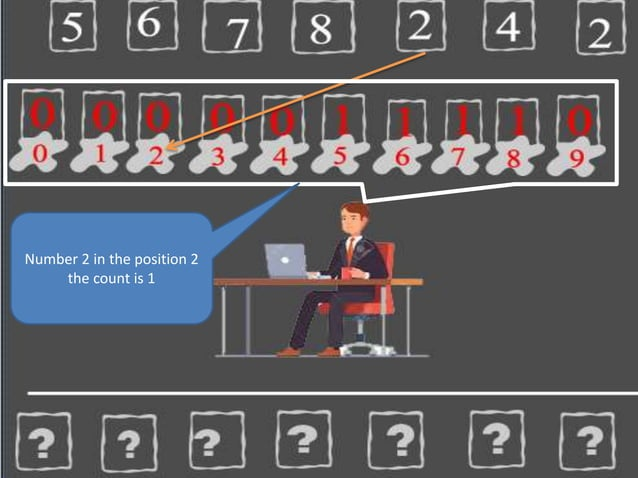 5 6 7 8 2 4 2
0 0 0 0 0 1 1 1 1 0
0 1 2 3 4 5 6 7 8 9
Number 2 in the position 2
the count is 1
? ? ? ? ? ? ?